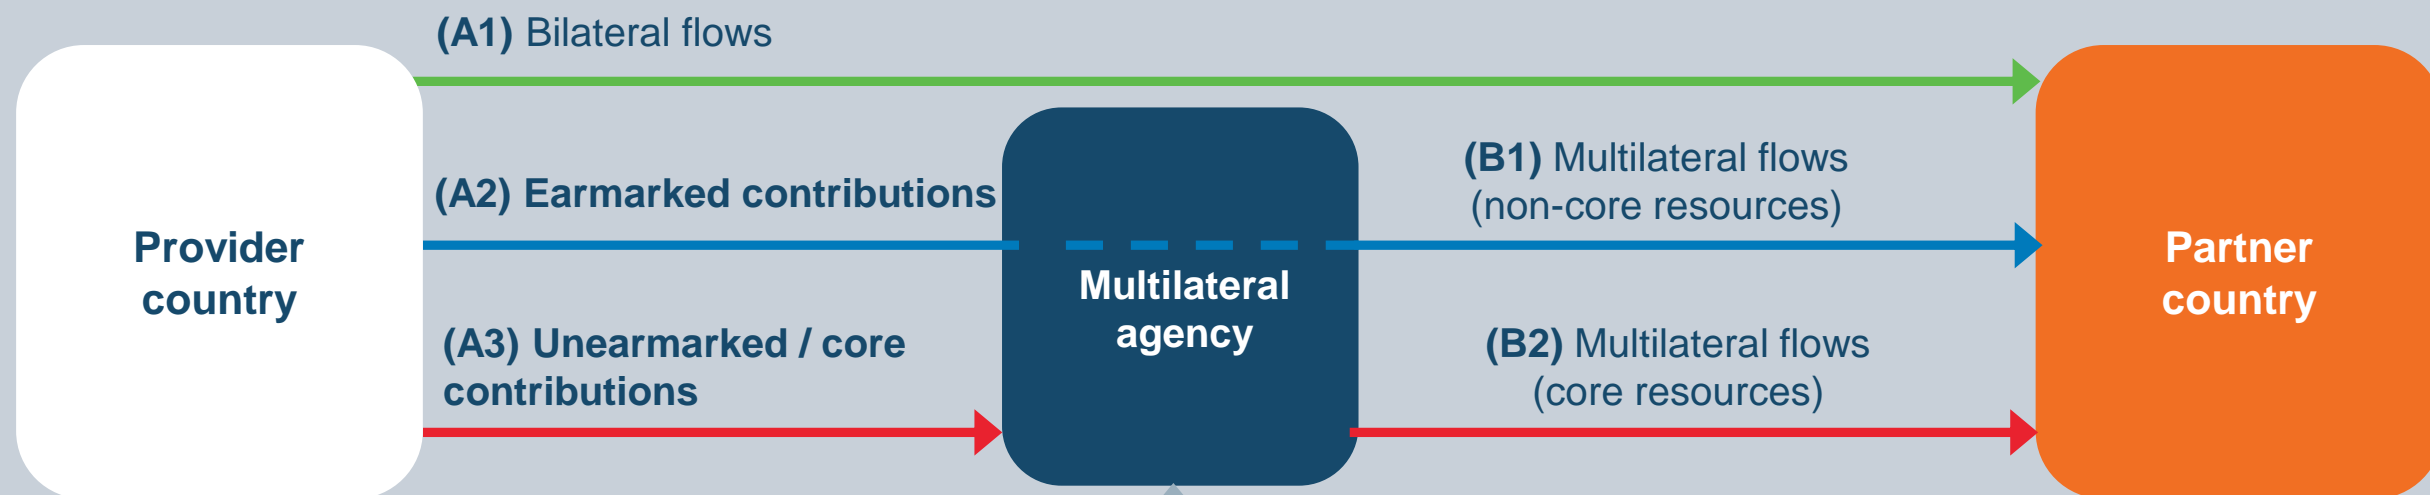 (A1) Bilateral flows
(A2) Earmarked contributions
(A3) Unearmarked / core
contributions
Provider
country
Multilateral
agency
(B1) Multilateral flows
(non-core resources)
(B2) Multilateral flows
(core resources)
Partner
country